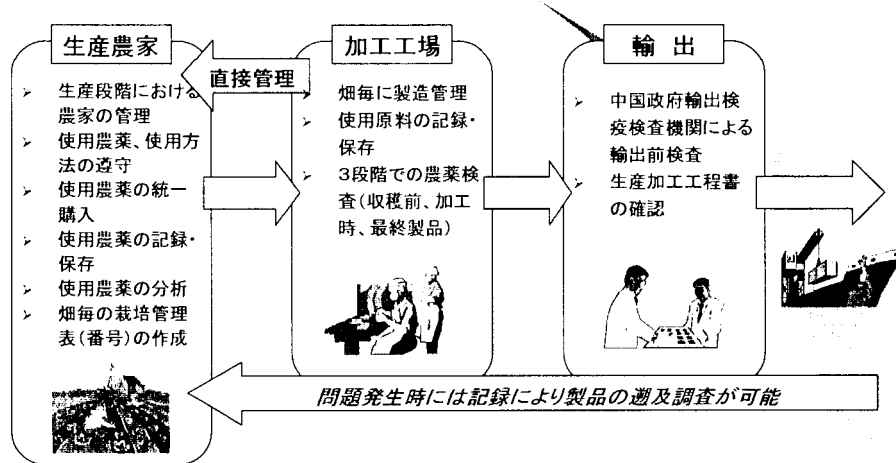 生産農家
生産段階における
農家の管理
使用農薬、使用方
法の遵守
使用農薬の統一
購入
使用農薬の記録・
保存
使用農薬の分析
畑毎の栽培管理
表(番号)の作成
直接管理
加工工場
畑毎に製造管理
使用原料の記録・
保存
3段階での農薬検
査(収穫前、加工
時、最終製品)
輸出
中国政府輸出検
疫検査機関による
輸出前検査
生産加工工程書
の確認
問題発生時には記録により製品の遡及調査が可能